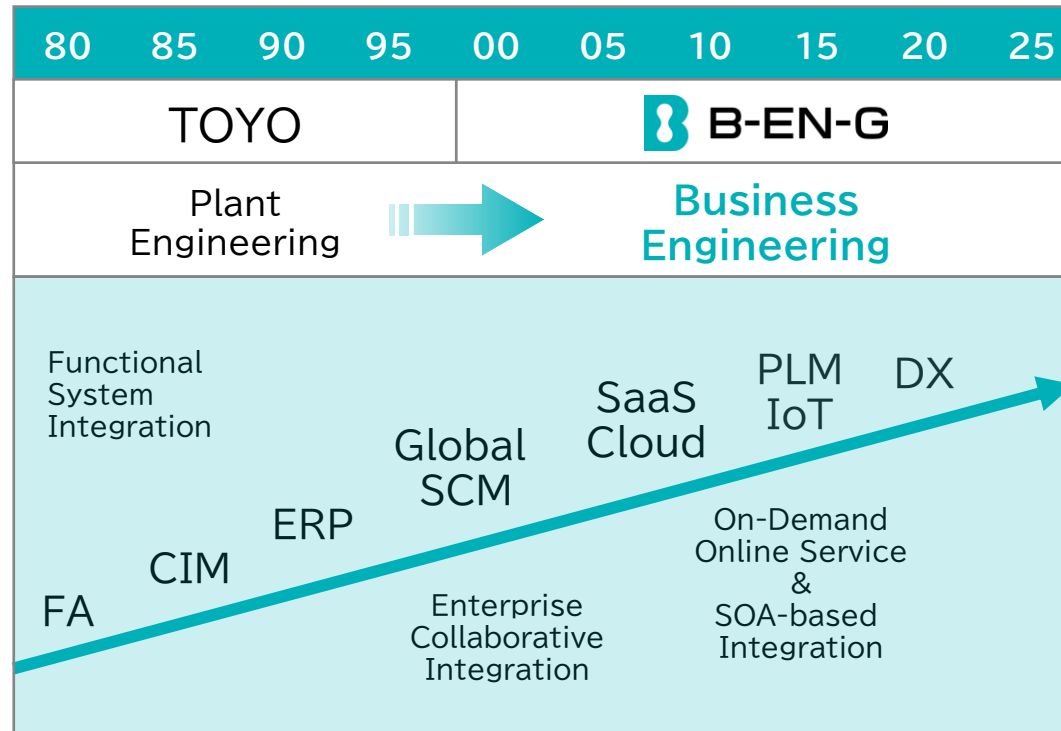 80 85 90 95 00 05 10 15 20 25
TOYO
B-EN-G
Plant
Engineering
Business
Engineering
Functional
System
Integration
FA
CIM
ERP
Global
SCM
SaaS
Cloud
PLM
IoT
DX
Enterprise
Collaborative
Integration
On-Demand
Online Service
&
SOA-based
Integration